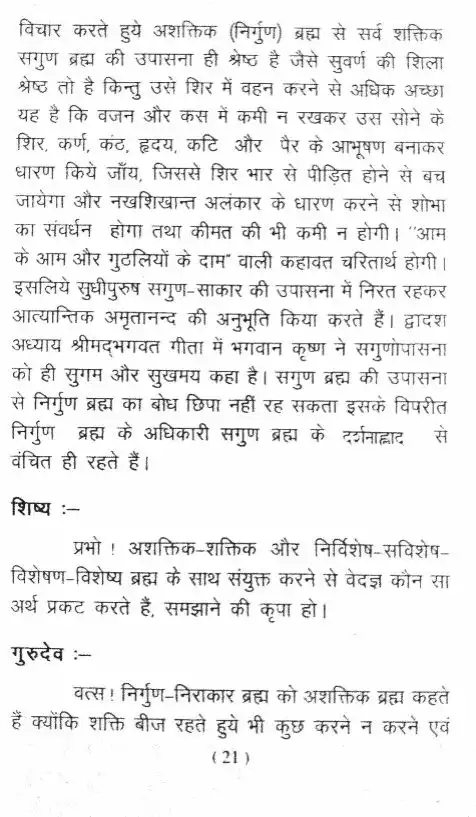 विचार करते हुये अशक्तिक (निर्गुण) ब्रह्म से सर्व शक्तिक
सगुण ब्रह्म की उपासना ही श्रेष्ठ है जैसे सुवर्ण की शिला
श्रेष्ठ तो है किन्तु उसे शिर में वहन करने से अधिक अच्छा
यह है कि वजन और कस में कमी न रखकर उस सोने के
शिर, कर्ण, कंठ, हृदय, कटि और पैर के आभूषण बनाकर
धारण किये जाँय, जिससे शिर भार से पीड़ित होने से बच
जायेगा और नखशिखान्त अलंकार के धारण करने से शोभा
का संवर्धन होगा तथा कीमत की भी कमी न होगी। "आम
के आम और गुठलियों के दाम" वाली कहावत चरितार्थ होगी।
इसलिये सुधीपुरुष सगुण-साकार की उपासना में निरत रहकर
आत्यान्तिक अमृतानन्द की अनुभूति किया करते हैं। द्वादश
अध्याय श्रीमद्भगवत गीता में भगवान कृष्ण ने सगुणोपासना
को ही सुगम और सुखमय कहा है। सगुण ब्रह्म की उपासना
से निर्गुण ब्रह्म का बोध छिपा नहीं रह सकता इसके विपरीत
निर्गुण ब्रह्म के अधिकारी सगुण ब्रह्म के दर्शनाह्लाद से
वंचित ही रहते हैं।
शिष्य :–
प्रभो ! अशक्तिक-शक्तिक और निर्विशेष-सविशेष-
विशेषण-विशेष्य ब्रह्म के साथ संयुक्त करने से वेदज्ञ कौन सा
अर्थ प्रकट करते हैं, समझाने की कृपा हो।
गुरुदेव :–
वत्स! निर्गुण-निराकार ब्रह्म को अशक्तिक ब्रह्म कहते
हैं क्योंकि शक्ति बीज रहते हुये भी कुछ करने न करने एवं
(21)